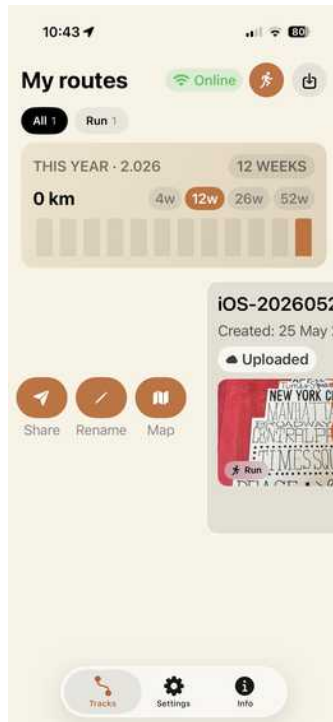 10:43
80
My routes
Online
All 1
Run 1
THIS YEAR · 2.026
12 WEEKS
0 km
4w
12w
26w
52w
iOS-2026052
Created: 25 May
Uploaded
NEW YORK C
MANHAT
BROADWAY
CENTRAL P
TIMES SQU
Run
PEACE
Share
Rename
Map
Tracks
Settings
Info